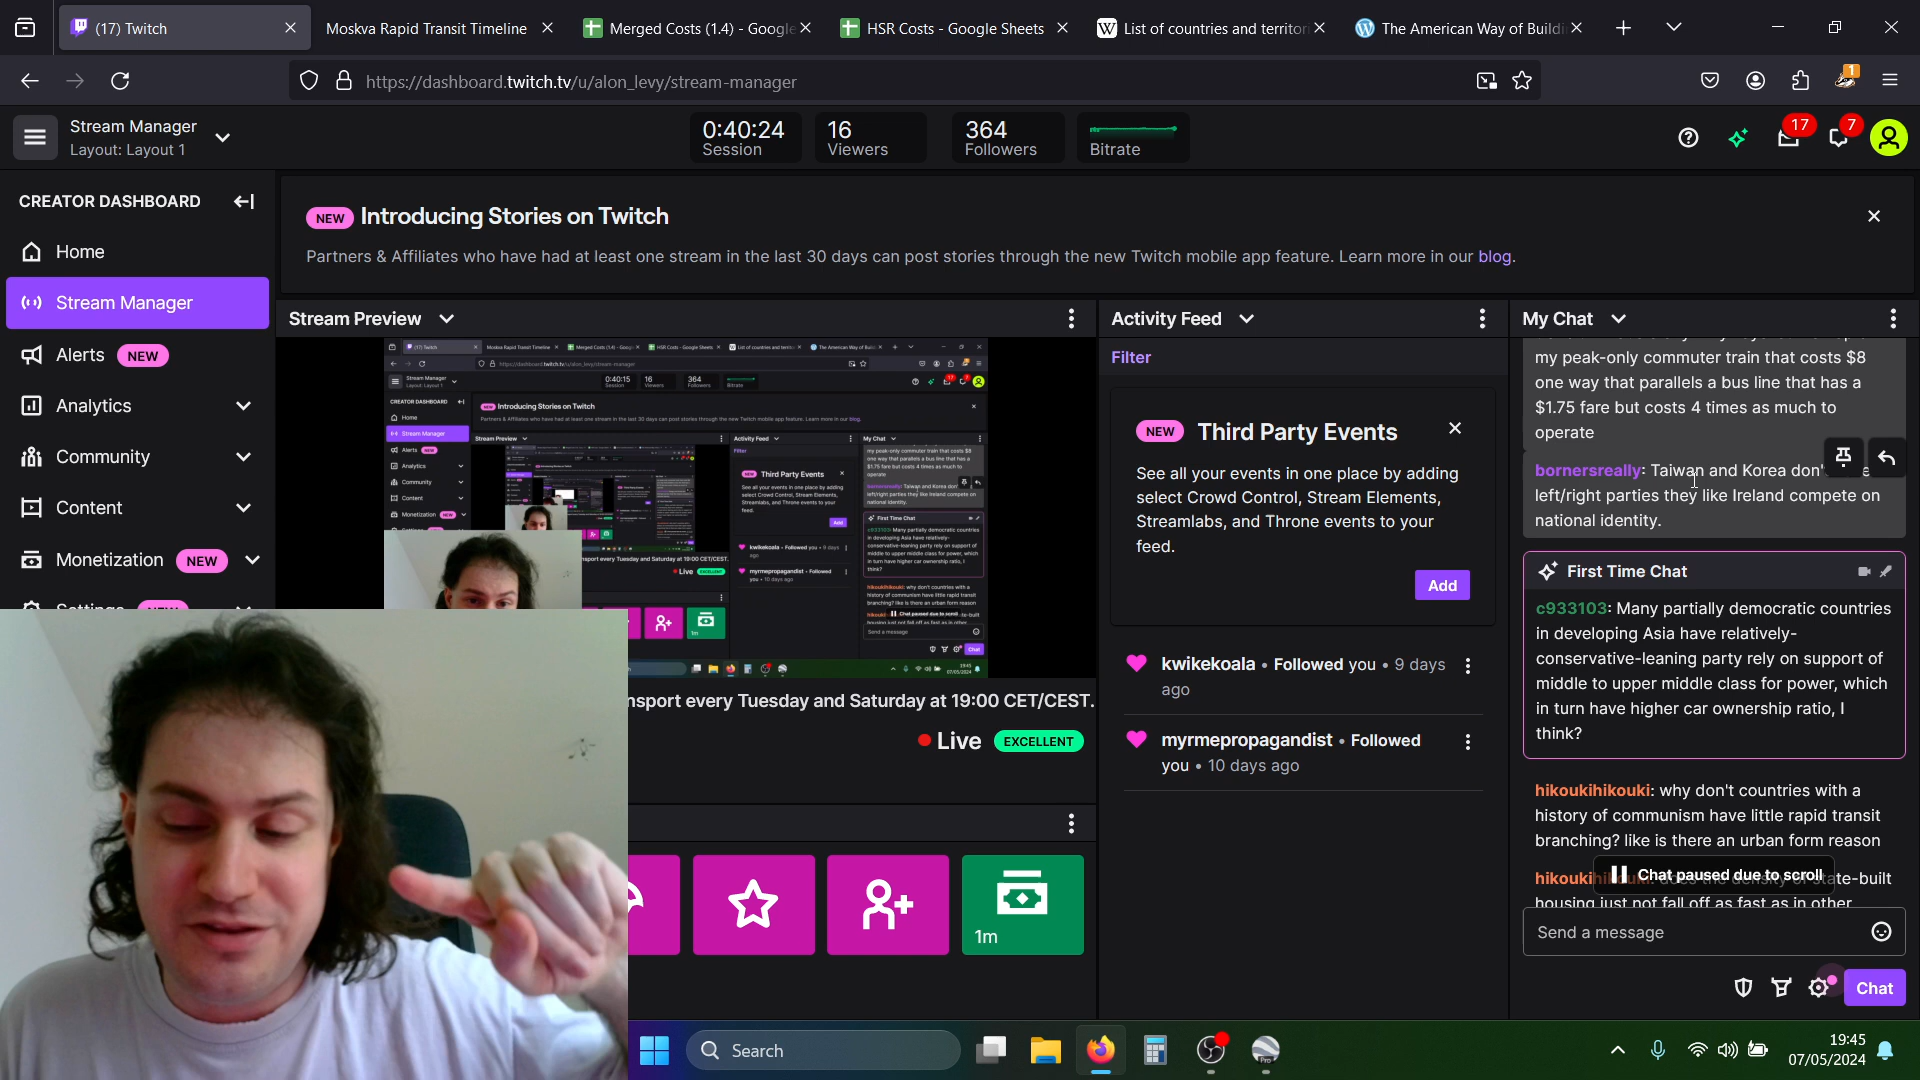 (17) Twitch
Moskva Rapid Transit Timeline
Merged Costs (1.4) - Google
HSR Costs - Google Sheets
List of countries and territori
The American Way of Buildi
https://dashboard.twitch.tv/u/alon_levy/stream-manager
1
Stream Manager
Layout: Layout 1
0:40:24
Session
16
Viewers
364
Followers
Bitrate
17
7
CREATOR DASHBOARD
Home
Stream Manager
Alerts NEW
Analytics
Community
Content
Monetization NEW
NEW Introducing Stories on Twitch
Partners & Affiliates who have had at least one stream in the last 30 days can post stories through the new Twitch mobile app feature. Learn more in our blog.
Stream Preview
nsport every Tuesday and Saturday at 19:00 CET/CEST.
Live EXCELLENT
1m
Activity Feed
Filter
NEW Third Party Events
See all your events in one place by adding
select Crowd Control, Stream Elements,
Streamlabs, and Throne events to your
feed.
Add
kwikekoala • Followed you • 9 days
ago
myrmepropagandist • Followed
you • 10 days ago
My Chat
my peak-only commuter train that costs $8
one way that parallels a bus line that has a
$1.75 fare but costs 4 times as much to
operate
bornersreally: Taiwan and Korea don'
left/right parties they like Ireland compete on
national identity.
First Time Chat
c933103: Many partially democratic countries
in developing Asia have relatively-
conservative-leaning party rely on support of
middle to upper middle class for power, which
in turn have higher car ownership ratio, I
think?
hikoukihikouki: why don't countries with a
history of communism have little rapid transit
branching? like is there an urban form reason
Chat paused due to scroll
housing just not fall off as fast as in other
Send a message
Chat
Search
19:45
07/05/2024